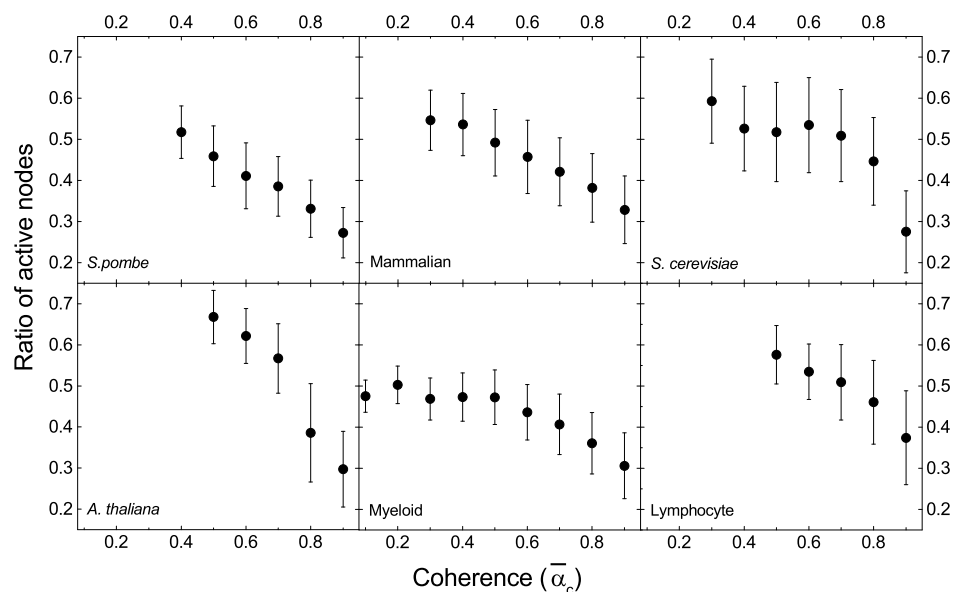 0.2 0.4 0.6 0.8 0.2 0.4 0.6 0.8 0.2 0.4 0.6 0.8
Ratio of active nodes
0.7 0.7
0.6 0.6
0.5 0.5
0.4 0.4
0.3 0.3
0.2 0.2
S.pombe Mammalian S. cerevisiae
0.7 0.7
0.6 0.6
0.5 0.5
0.4 0.4
0.3 0.3
0.2 0.2
A. thaliana Myeloid Lymphocyte
0.2 0.4 0.6 0.8 0.2 0.4 0.6 0.8 0.2 0.4 0.6 0.8
Coherence (α̅c)